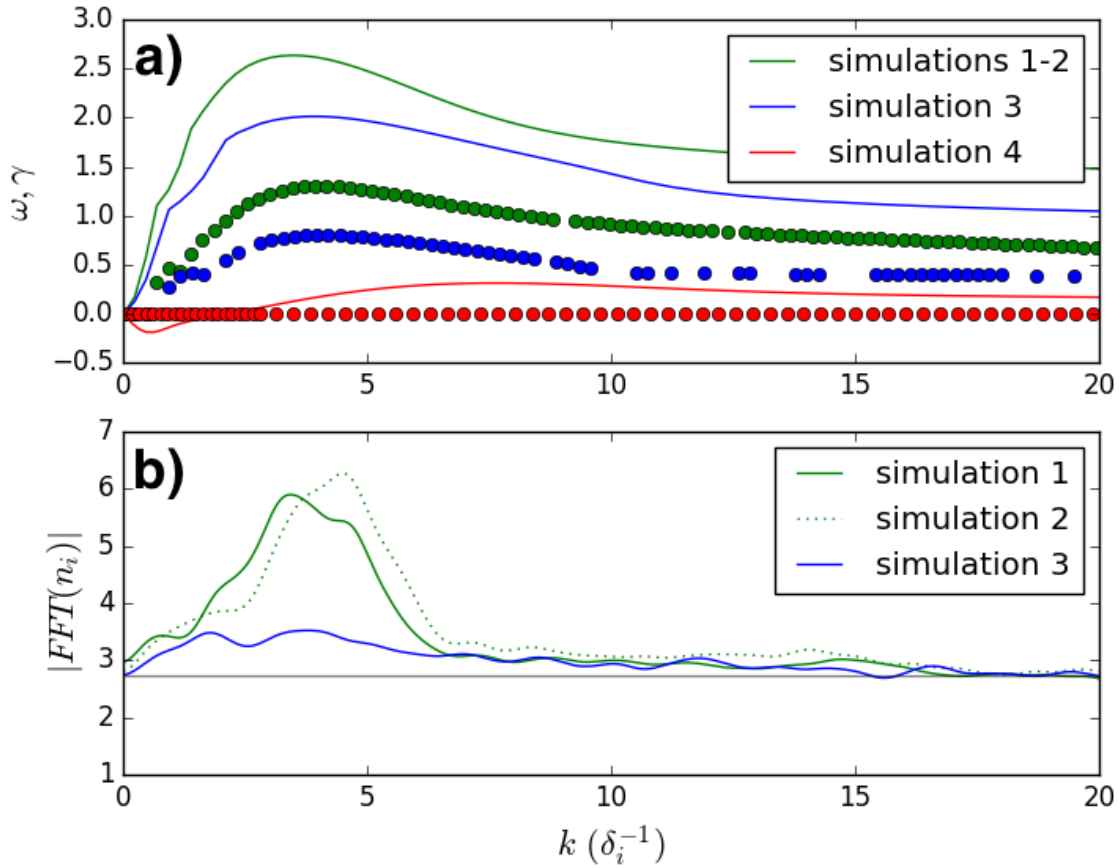 a)
3.0
2.5
2.0
1.5
1.0
0.5
0.0
−0.5
ω, γ
simulations 1-2
simulation 3
simulation 4
0 5 10 15 20
b)
7
6
5
4
3
2
1
|FFT(n_i)|
simulation 1
simulation 2
simulation 3
0 5 10 15 20
k (δ_i^{-1})